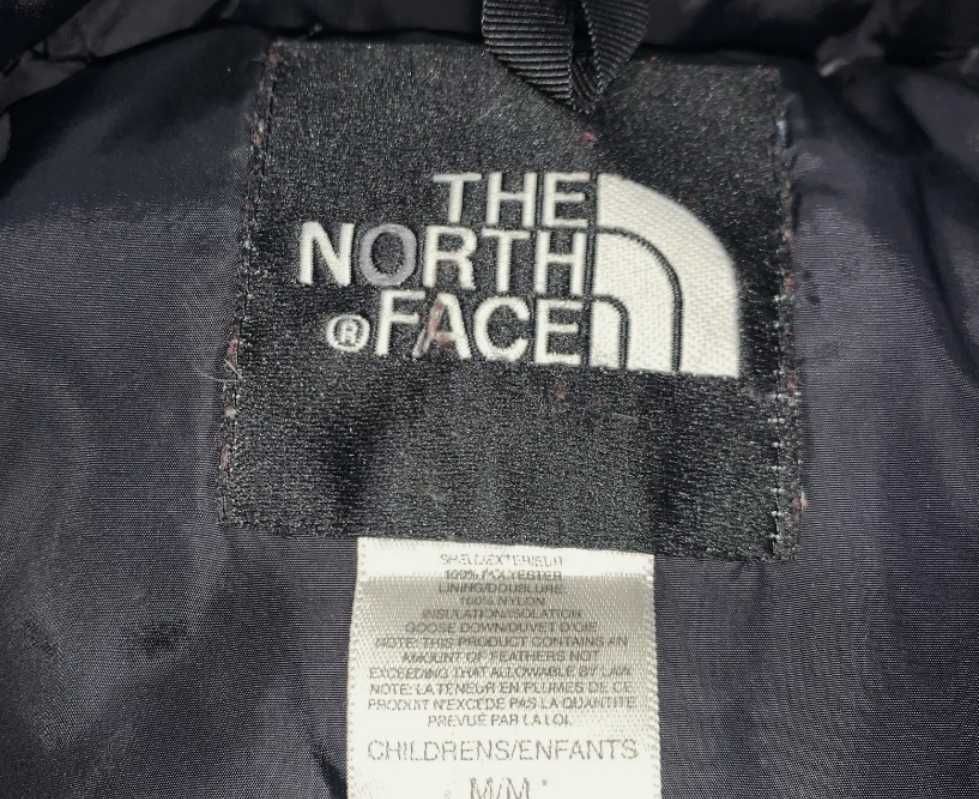 THE
NORTH
®FACE
SHELL/EXTERIEUR
100% POLYESTER
LINING/DOUBLURE:
100% NYLON
INSULATION/ISOLATION
GOOSE DOWN/DUVET D'OIE
NOTE: THIS PRODUCT CONTAINS AN
AMOUNT OF FEATHERS NOT
EXCEEDING THAT ALLOWABLE BY LAW.
NOTE: LA TENEUR EN PLUMES DE CE
PRODUIT N'EXCEDE PAS LA QUANTITE
PREVUE PAR LA LOI.
CHILDRENS/ENFANTS
M/M